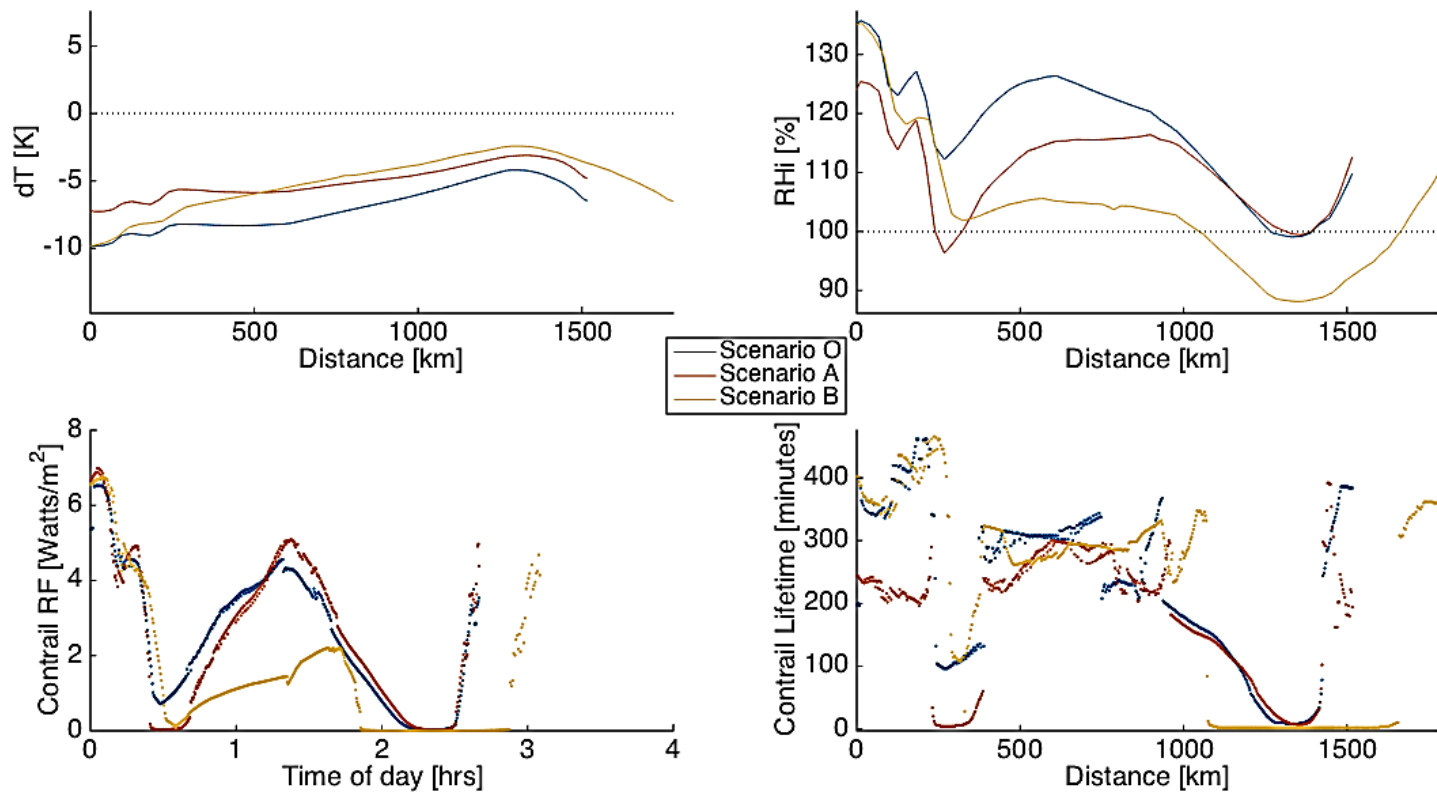 5
0
-5
-10
dT [K]
0 500 1000 1500
Distance [km]
130
120
110
100
90
RHi [%]
0 500 1000 1500
Distance [km]
Scenario O
Scenario A
Scenario B
8
6
4
2
0
Contrail RF [Watts/m²]
0 1 2 3 4
Time of day [hrs]
400
300
200
100
0
Contrail Lifetime [minutes]
0 500 1000 1500
Distance [km]